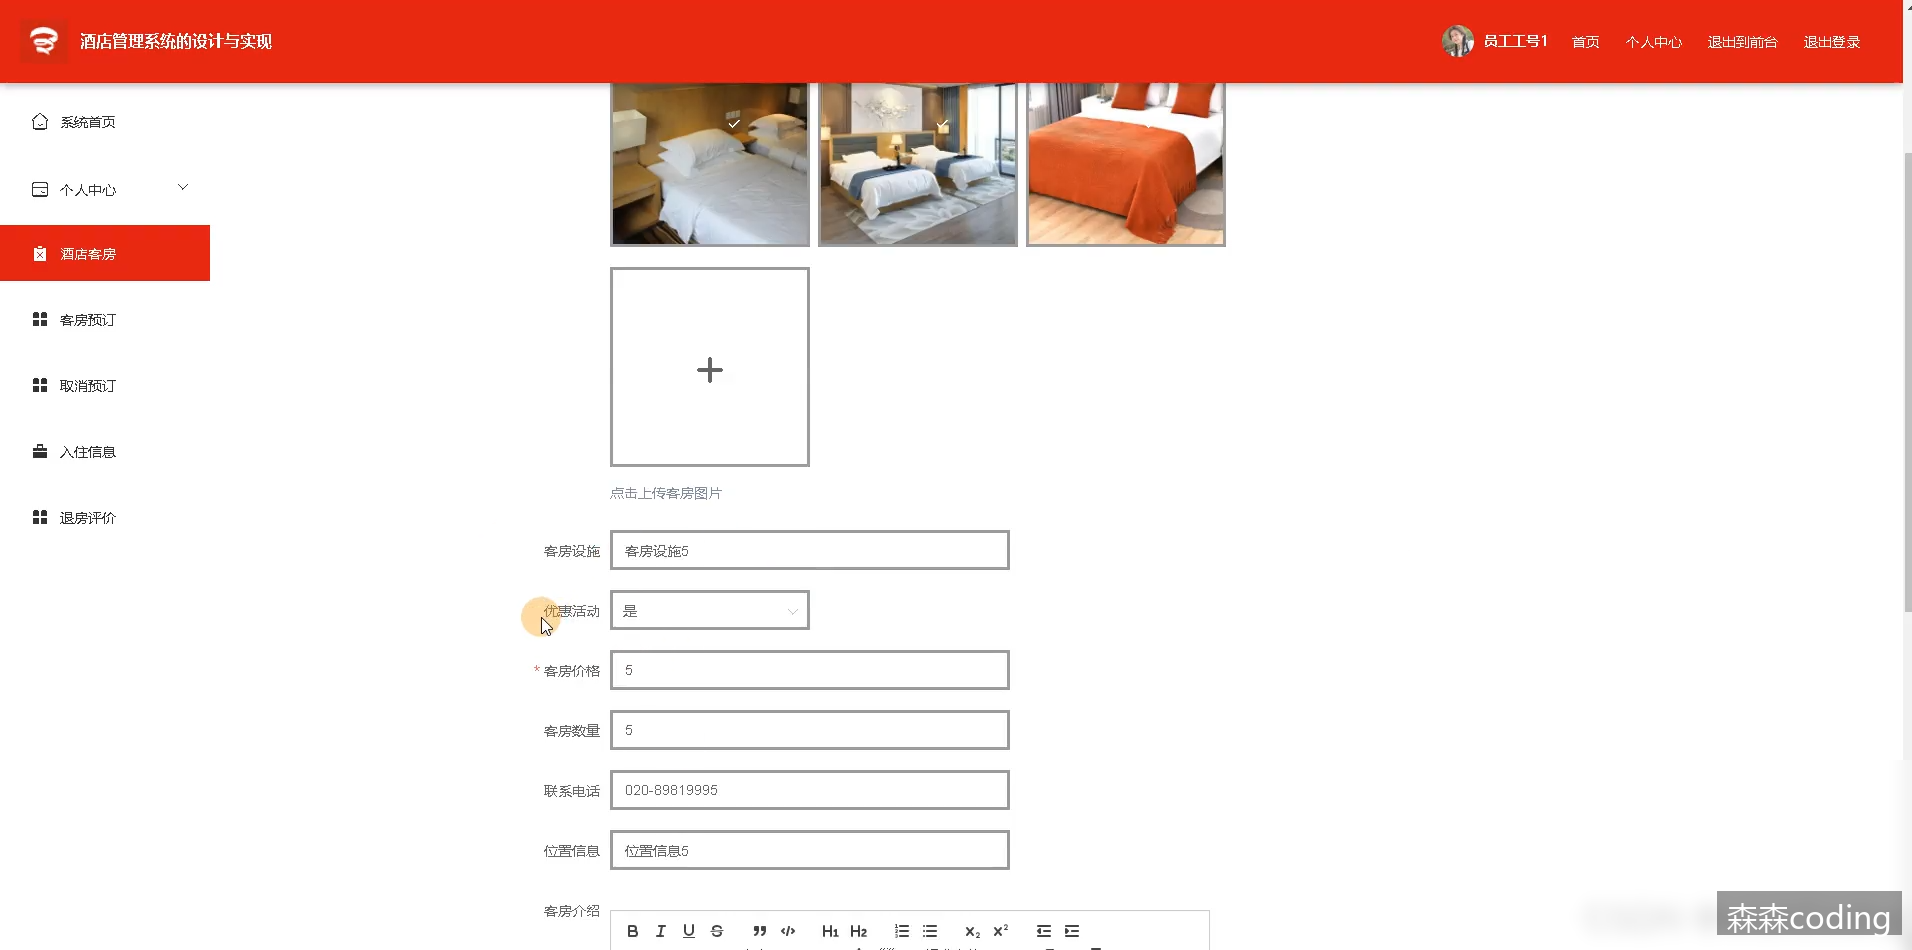 酒店管理系统的设计与实现
员工工号1 首页 个人中心 退出到前台 退出登录
系统首页
个人中心
酒店客房
客房预订
取消预订
入住信息
退房评价
点击上传客房图片
客房设施 客房设施5
优惠活动 是
* 客房价格 5
客房数量 5
联系电话 020-89819995
位置信息 位置信息5
客房介绍
B I U S ” </> H1 H2 x₂ x²
森森coding